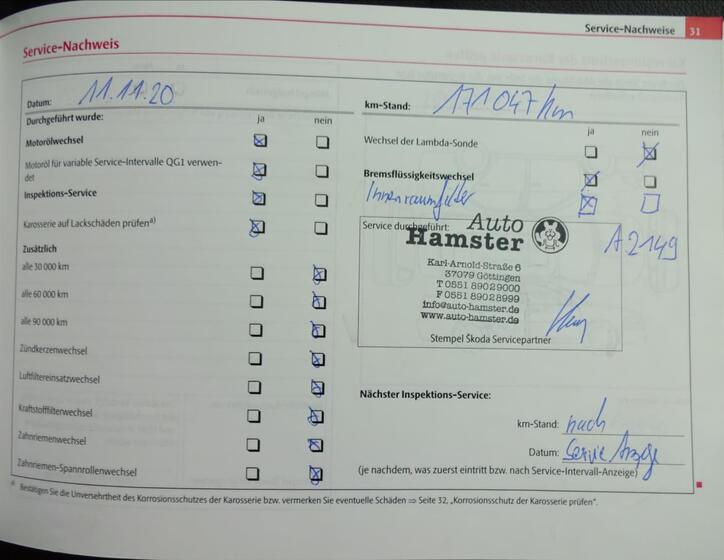 Service-Nachweise 31
Service-Nachweis
Datum: 11.11.20
km-Stand: 171047 km
Durchgeführt wurde: ja nein
ja nein
Motorölwechsel
Wechsel der Lambda-Sonde
Motoröl für variable Service-Intervalle QG1 verwen-
det
Bremsflüssigkeitswechsel
Inspektions-Service
Innenraumfilter
Karosserie auf Lackschäden prüfen a)
Service durchgeführt:
Auto
Hamster
A2149
Karl-Arnold-Straße 6
37079 Göttingen
T 0551 89029000
F 0551 89028999
info@auto-hamster.de
www.auto-hamster.de
Stempel Škoda Servicepartner
Zusätzlich
alle 30 000 km
alle 60 000 km
alle 90 000 km
Zündkerzenwechsel
Luftfiltereinsatzwechsel
Kraftstofffilterwechsel
Zahnriemenwechsel
Zahnriemen-Spannrollenwechsel
Nächster Inspektions-Service:
km-Stand: nach
Datum: Service Anzeige
(je nachdem, was zuerst eintritt bzw. nach Service-Intervall-Anzeige)
a) Bestätigen Sie die Unversehrtheit des Korrosionsschutzes der Karosserie bzw. vermerken Sie eventuelle Schäden ⇒ Seite 32, „Korrosionsschutz der Karosserie prüfen“.